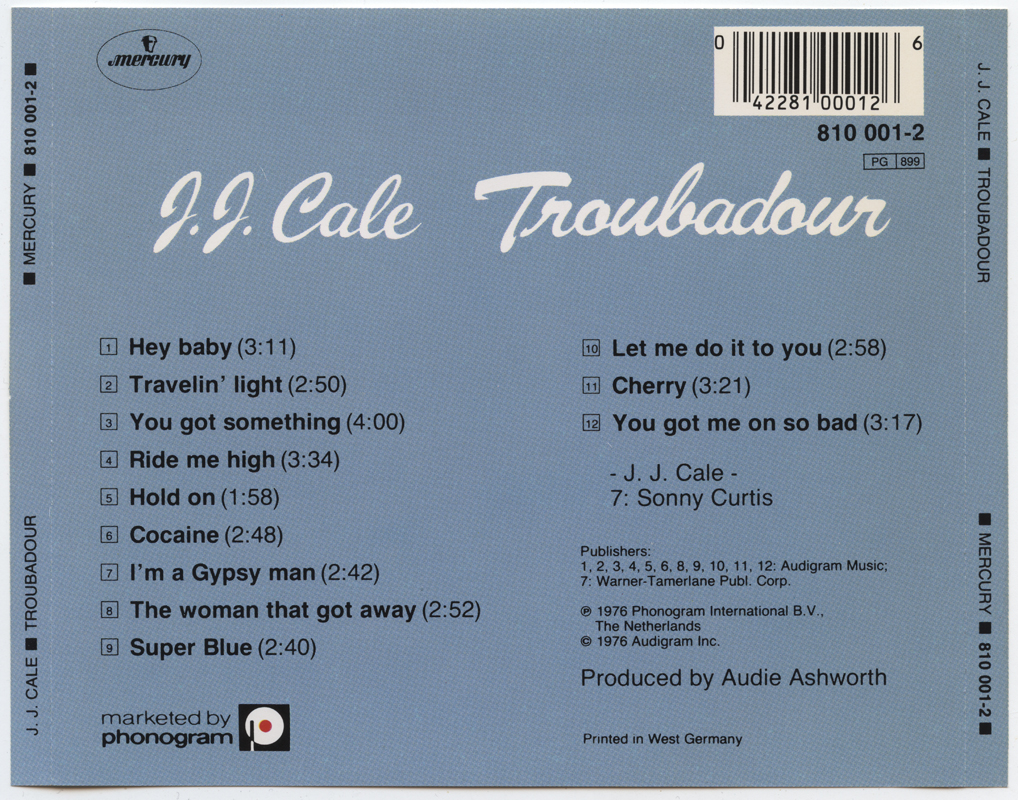 mercury
0 42281 00012 6
810 001-2
PG 899
J.J. Cale Troubadour
1 Hey baby (3:11)
2 Travelin' light (2:50)
3 You got something (4:00)
4 Ride me high (3:34)
5 Hold on (1:58)
6 Cocaine (2:48)
7 I'm a Gypsy man (2:42)
8 The woman that got away (2:52)
9 Super Blue (2:40)
marketed by
phonogram
10 Let me do it to you (2:58)
11 Cherry (3:21)
12 You got me on so bad (3:17)
- J. J. Cale -
7: Sonny Curtis
Publishers:
1, 2, 3, 4, 5, 6, 8, 9, 10, 11, 12: Audigram Music;
7: Warner-Tamerlane Publ. Corp.
℗ 1976 Phonogram International B.V.,
The Netherlands
© 1976 Audigram Inc.
Produced by Audie Ashworth
Printed in West Germany
J. J. CALE ■ TROUBADOUR ■ MERCURY ■ 810 001-2 ■
J. J. CALE ■ TROUBADOUR ■ MERCURY ■ 810 001-2 ■